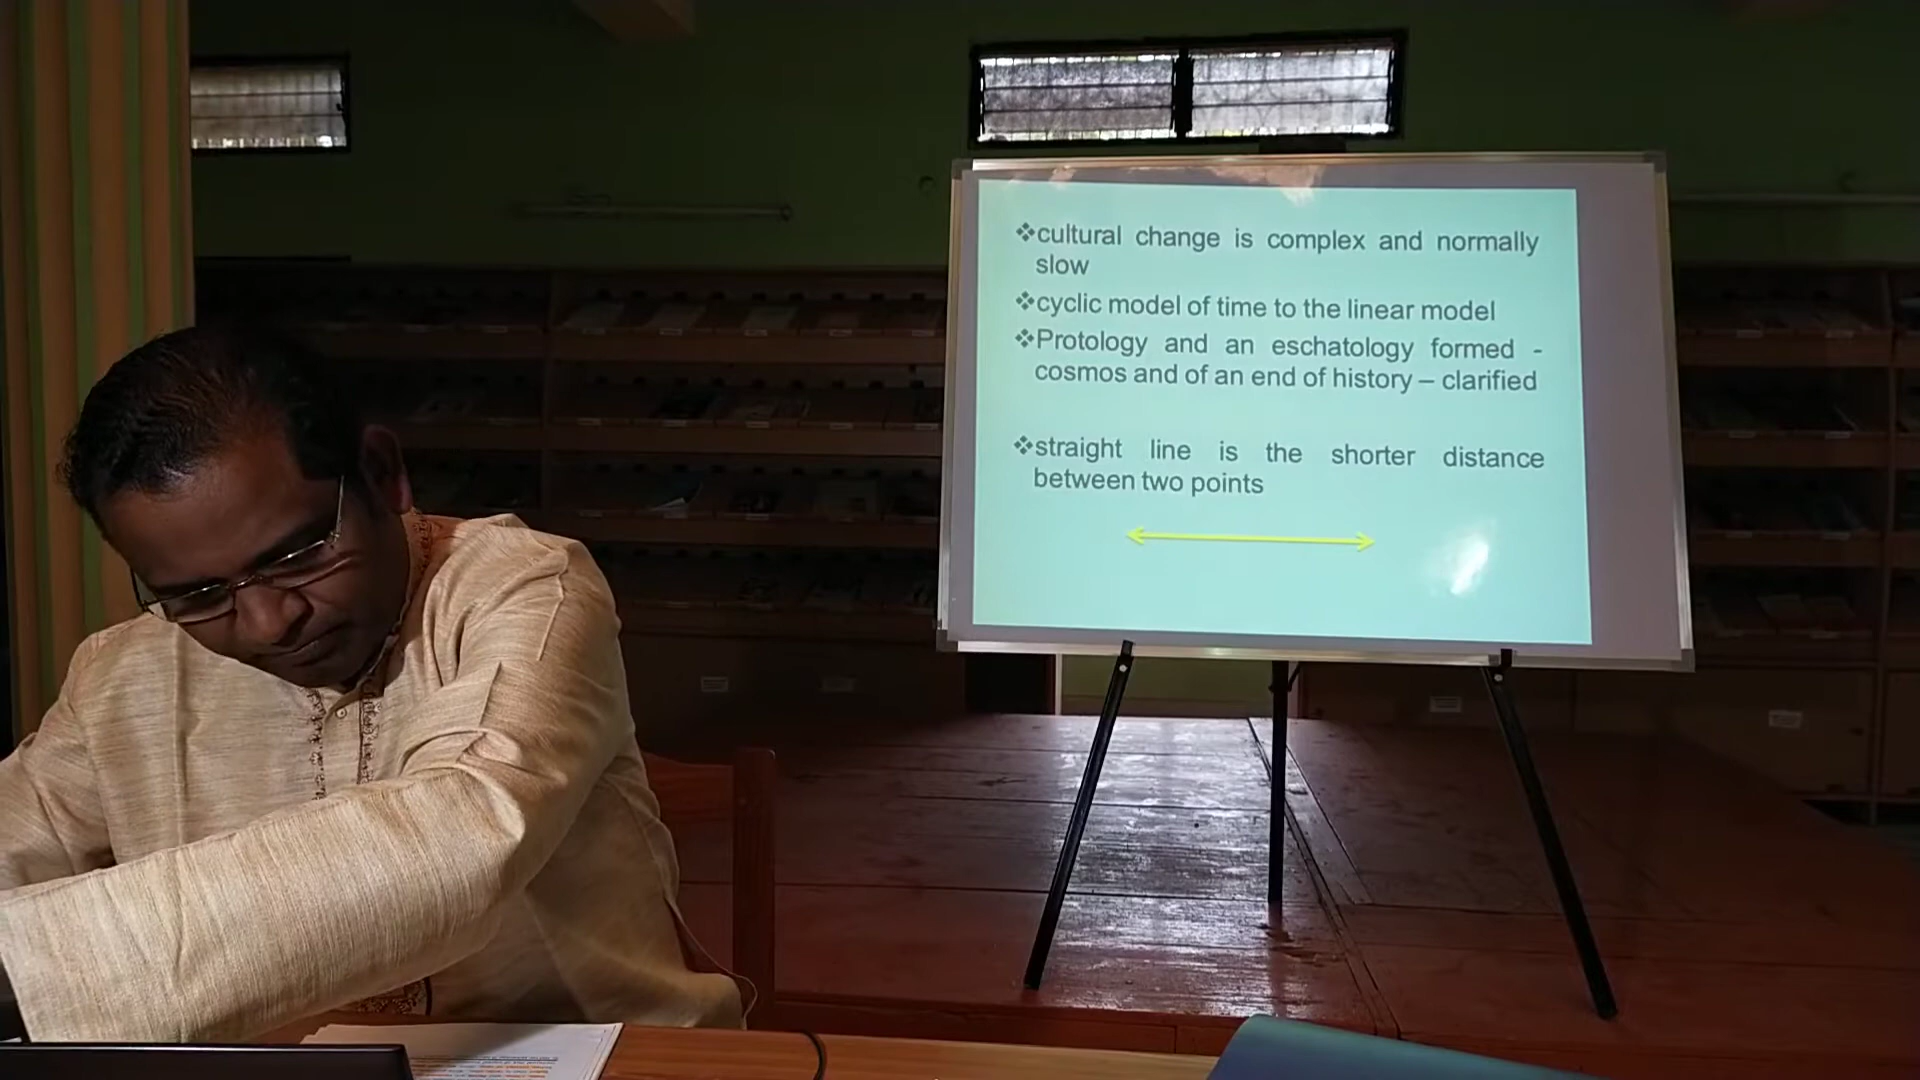 ❖cultural change is complex and normally
slow
❖cyclic model of time to the linear model
❖Protology and an eschatology formed -
cosmos and of an end of history – clarified
❖straight line is the shorter distance
between two points